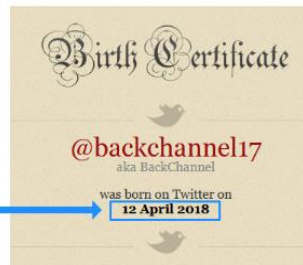 Birth Certificate
@backchannel17
aka BackChannel
was born on Twitter on
12 April 2018